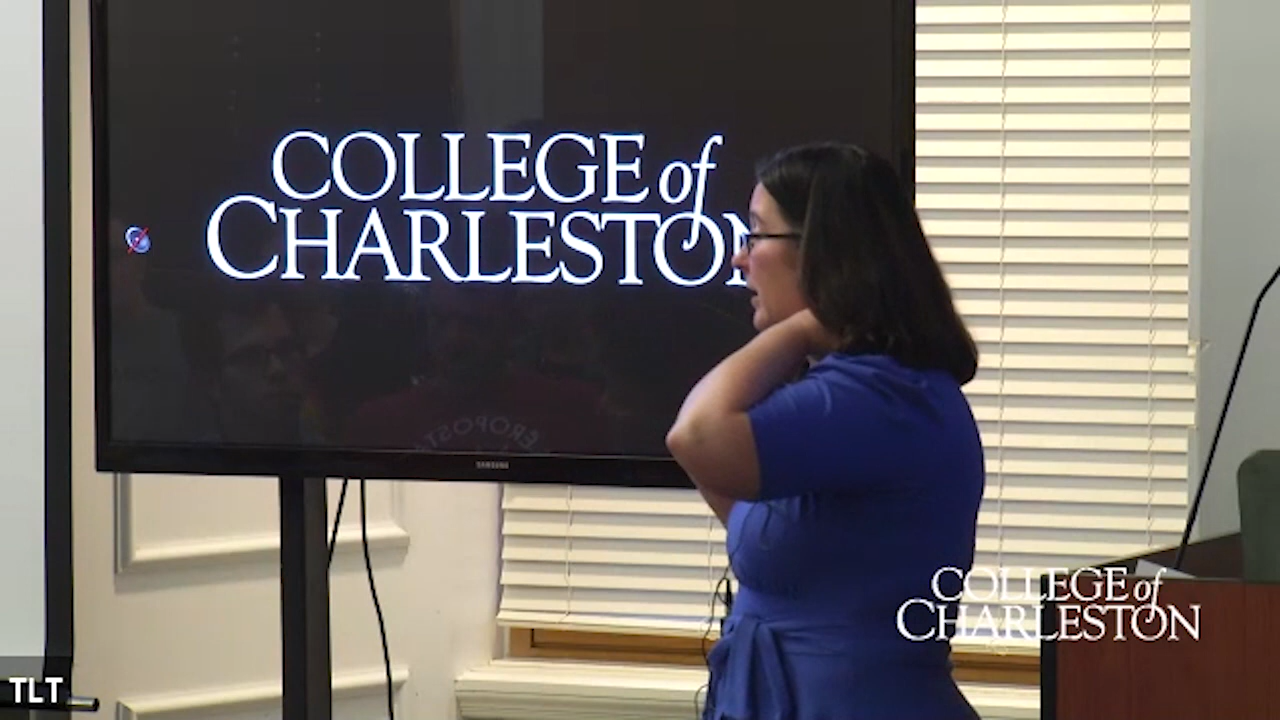 COLLEGE of
CHARLESTON
SAMSUNG
COLLEGE of
CHARLESTON
TLT